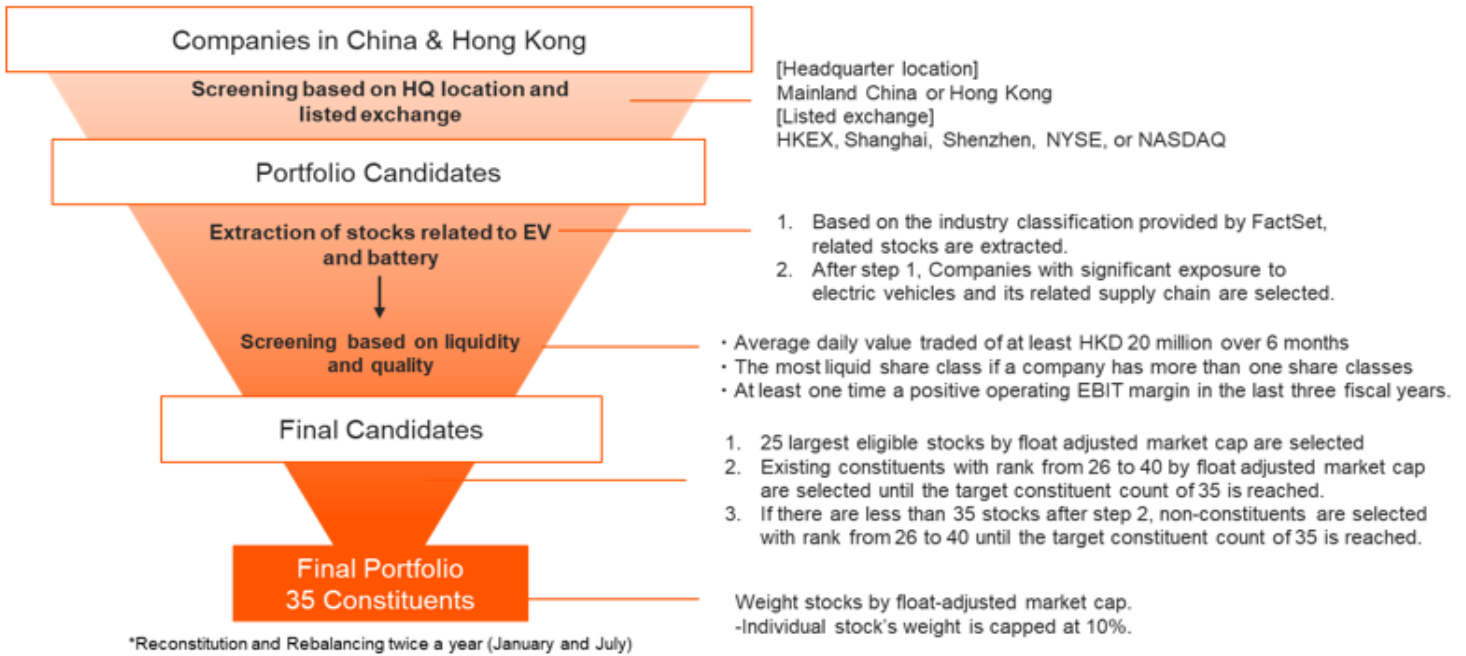 Companies in China & Hong Kong
Screening based on HQ location and
listed exchange
[Headquarter location]
Mainland China or Hong Kong
[Listed exchange]
HKEX, Shanghai, Shenzhen, NYSE, or NASDAQ
Portfolio Candidates
Extraction of stocks related to EV
and battery
1. Based on the industry classification provided by FactSet,
related stocks are extracted.
2. After step 1, Companies with significant exposure to
electric vehicles and its related supply chain are selected.
Screening based on liquidity
and quality
・Average daily value traded of at least HKD 20 million over 6 months
・The most liquid share class if a company has more than one share classes
・At least one time a positive operating EBIT margin in the last three fiscal years.
Final Candidates
1. 25 largest eligible stocks by float adjusted market cap are selected
2. Existing constituents with rank from 26 to 40 by float adjusted market cap
are selected until the target constituent count of 35 is reached.
3. If there are less than 35 stocks after step 2, non-constituents are selected
with rank from 26 to 40 until the target constituent count of 35 is reached.
Final Portfolio
35 Constituents
Weight stocks by float-adjusted market cap.
-Individual stock's weight is capped at 10%.
*Reconstitution and Rebalancing twice a year (January and July)